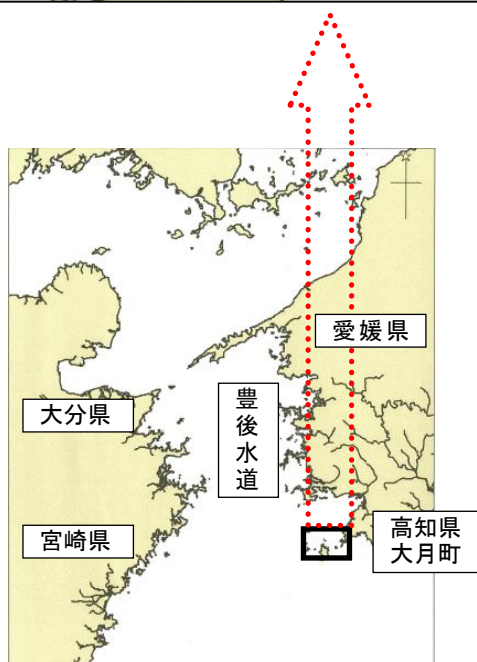 愛媛県
豊後水道
大分県
宮崎県
高知県
大月町